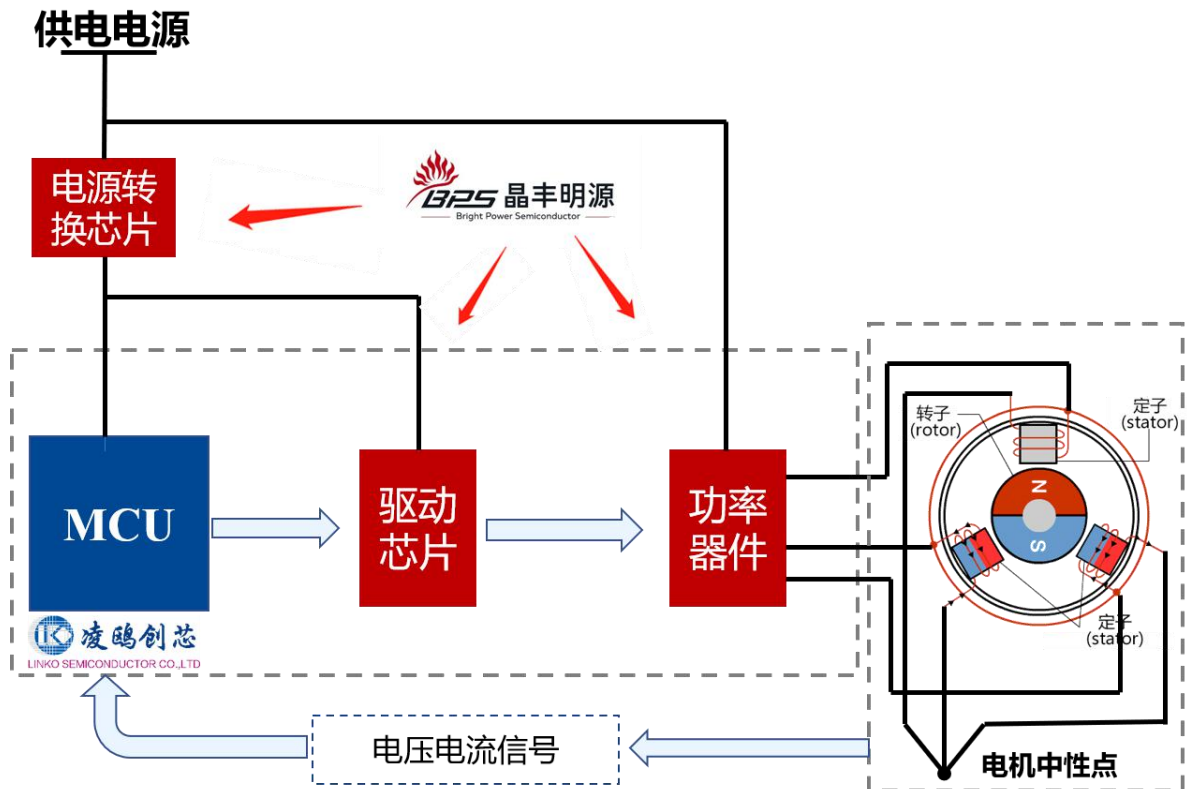 供电电源
电源转
换芯片
BPS 晶丰明源
Bright Power Semiconductor
转子
(rotor)
定子
(stator)
N
S
MCU
驱动
芯片
功率
器件
定子
(stator)
LK 凌鸥创芯
LINKO SEMICONDUCTOR CO.,LTD
电压电流信号
电机中性点